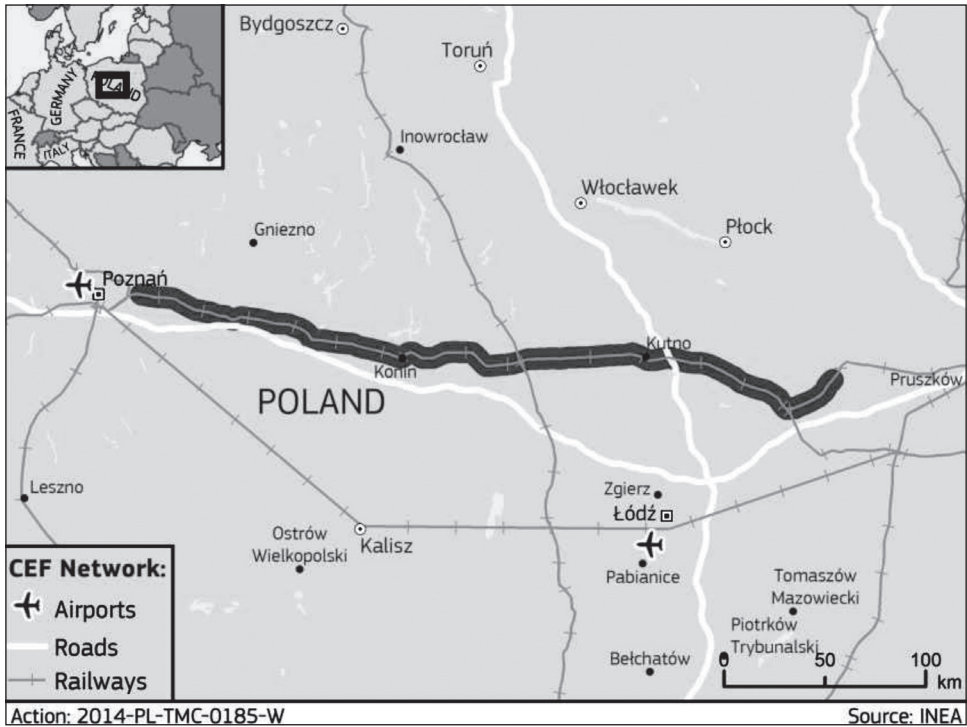 Bydgoszcz
Toruń
GERMANY
POLAND
FRANCE
ITALY
Inowrocław
Włocławek
Płock
Gniezno
Poznań
Kutno
Konin
Pruszków
POLAND
Leszno
Zgierz
Łódź
Ostrów
Wielkopolski
Kalisz
Pabianice
Tomaszów
Mazowiecki
Piotrków
Trybunalski
Bełchatów
CEF Network:
Airports
Roads
Railways
0 50 100
km
Action: 2014-PL-TMC-0185-W
Source: INEA